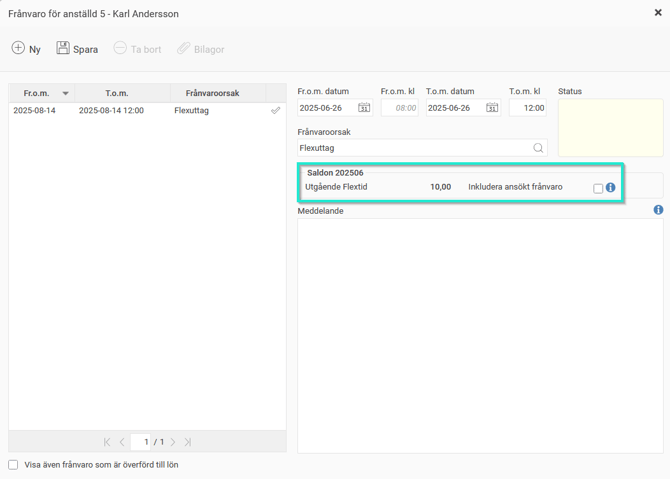 Frånvaro för anställd 5 - Karl Andersson
Ny Spara Ta bort Bilagor
Fr.o.m. T.o.m. Frånvaroorsak
2025-08-14 2025-08-14 12:00 Flexuttag
Fr.o.m. datum Fr.o.m. kl T.o.m. datum T.o.m. kl Status
2025-06-26 31 08:00 2025-06-26 31 12:00
Frånvaroorsak
Flexuttag
Saldon 202506
Utgående Flextid 10,00 Inkludera ansökt frånvaro
Meddelande
1 / 1
Visa även frånvaro som är överförd till lön